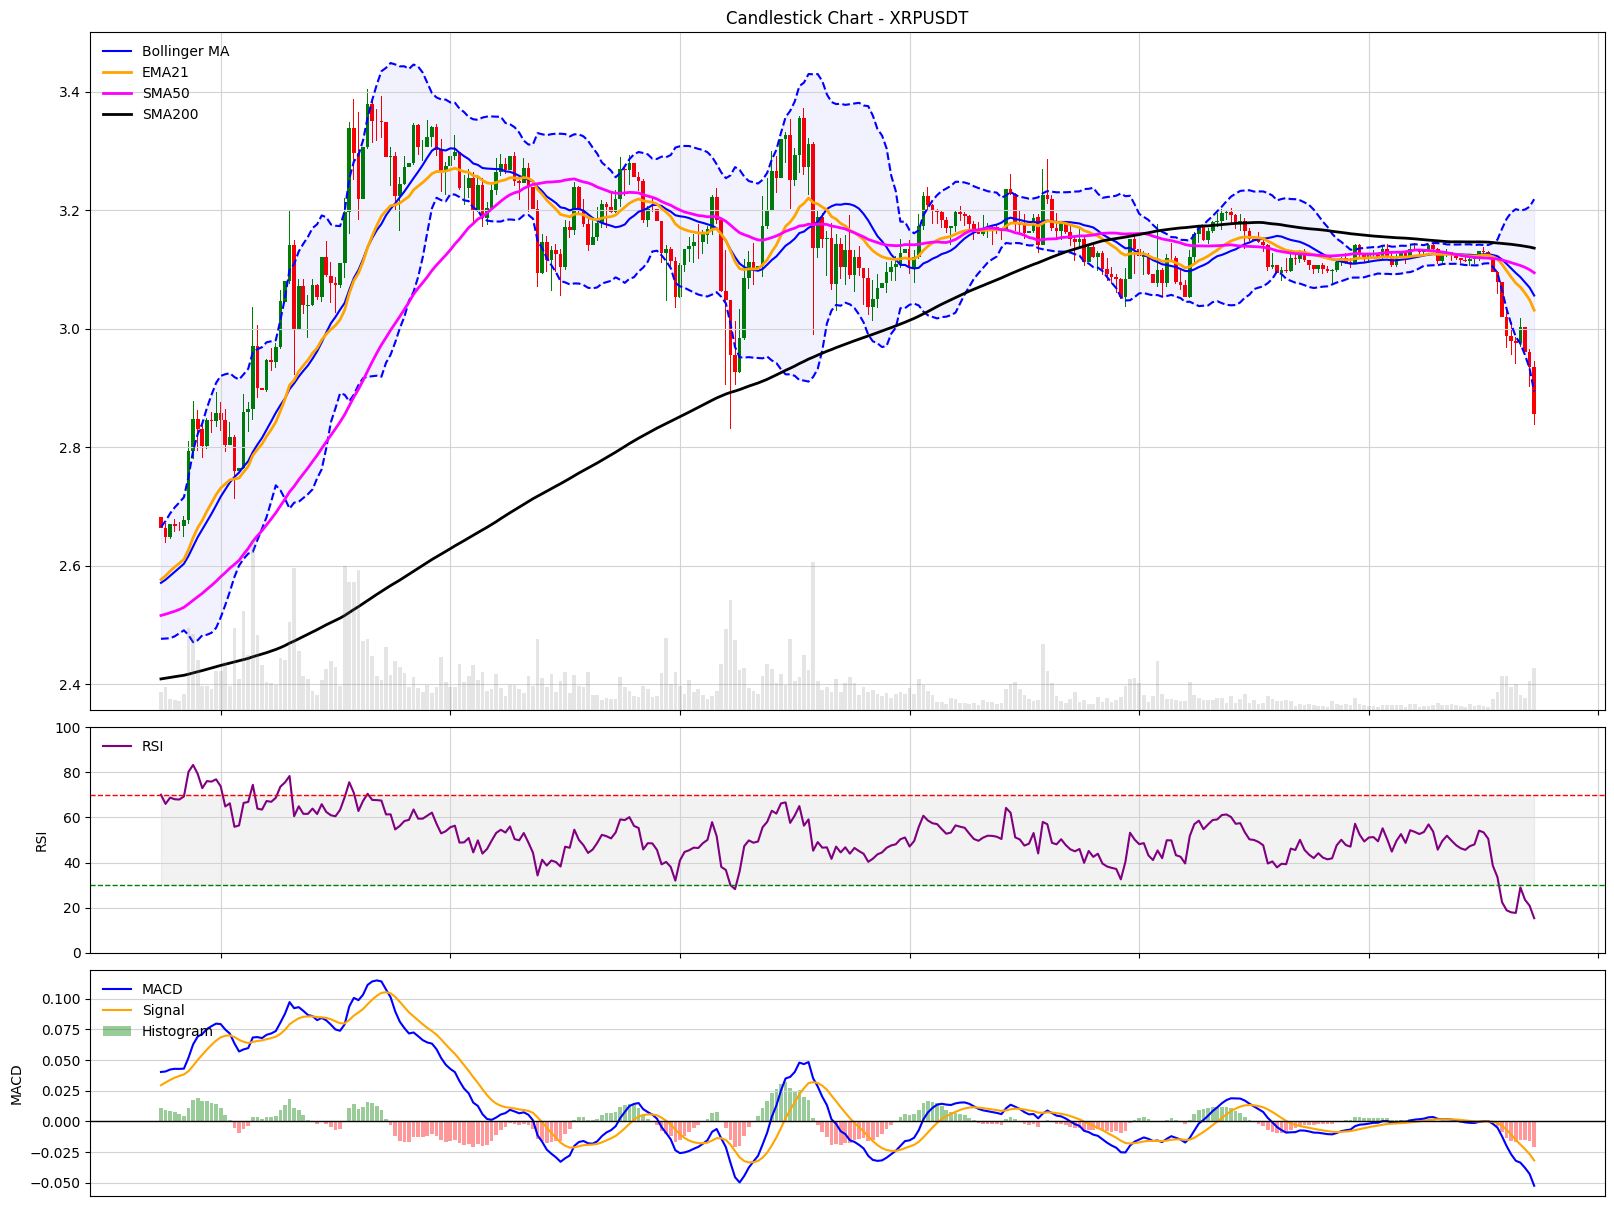 Candlestick Chart - XRPUSDT
Bollinger MA
EMA21
SMA50
SMA200
3.4
3.2
3.0
2.8
2.6
2.4
RSI
100
80
60
40
20
0
RSI
MACD
Signal
Histogram
0.100
0.075
0.050
0.025
0.000
−0.025
−0.050
MACD